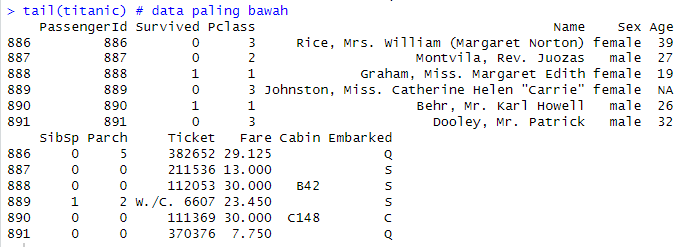 > tail(titanic) # data paling bawah
    PassengerId Survived Pclass                                     Name    Sex Age
886         886        0      3     Rice, Mrs. William (Margaret Norton) female  39
887         887        0      2                    Montvila, Rev. Juozas   male  27
888         888        1      1             Graham, Miss. Margaret Edith female  19
889         889        0      3 Johnston, Miss. Catherine Helen "Carrie" female  NA
890         890        1      1                    Behr, Mr. Karl Howell   male  26
891         891        0      3                      Dooley, Mr. Patrick   male  32
    SibSp Parch     Ticket   Fare Cabin Embarked
886     0     5     382652 29.125              Q
887     0     0     211536 13.000              S
888     0     0     112053 30.000   B42        S
889     1     2 W./C. 6607 23.450              S
890     0     0     111369 30.000  C148        C
891     0     0     370376  7.750              Q